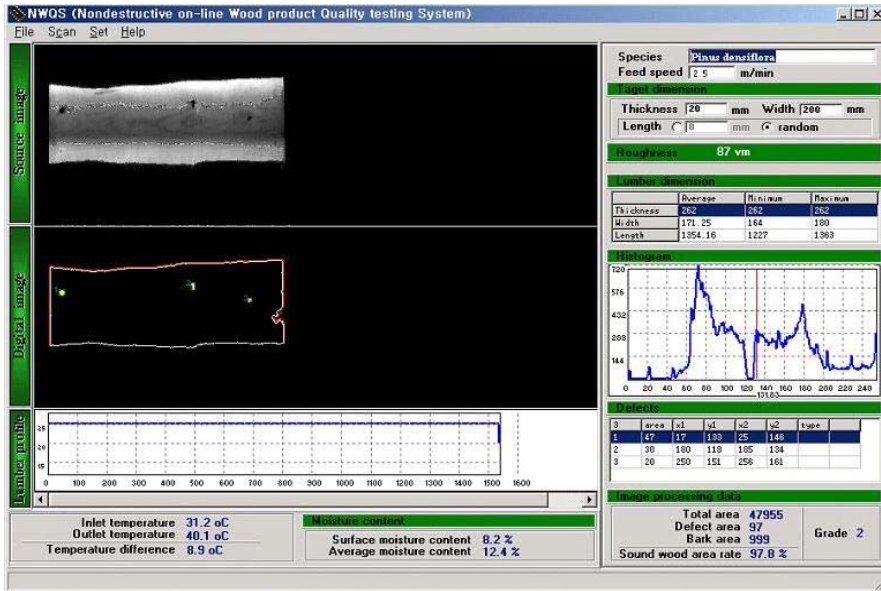 NWQS (Nondestructive on-line Wood product Quality testing System)
File Scan Set Help
Source image
Digital image
Lumber profile
25
20
15
0 100 200 300 400 500 600 700 800 900 1000 1100 1200 1300 1400 1500 1600
Inlet temperature 31.2 oC
Outlet temperature 40.1 oC
Temperature difference 8.9 oC
Moisture content
Surface moisture content 8.2 %
Average moisture content 12.4 %
Species Pinus densiflora
Feed speed 2.5 m/min
Taget dimension
Thickness 20 mm Width 200 mm
Length 0 mm random
Roughness 87 vm
Lumber dimension
Average Minimum Maximum
Thickness 262 262 262
Width 171.25 164 180
Length 1354.16 1227 1363
Histogram
720
576
432
288
144
0 20 40 60 80 100 120 140 160 180 200 220 240
131.83
Defects
3 area x1 y1 x2 y2 type
1 47 17 133 25 146
2 30 180 118 185 134
3 20 250 151 256 161
Image processing data
Total area 47955
Defect area 97
Bark area 999
Sound wood area rate 97.8 %
Grade 2